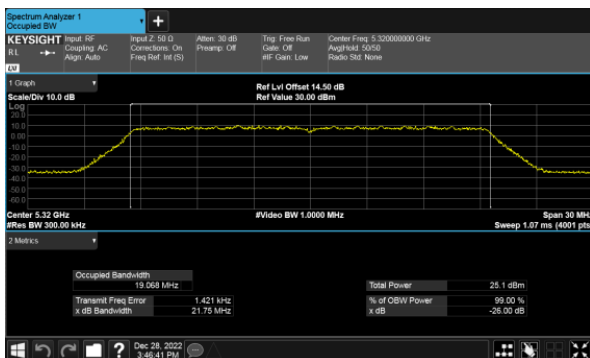 Spectrum Analyzer 1
Occupied BW
KEYSIGHT
R L
LXI
Input: RF
Coupling: AC
Align: Auto
Input Z: 50 Ω
Corrections: On
Freq Ref: Int (S)
Atten: 30 dB
Preamp: Off
Trig: Free Run
Gate: Off
#IF Gain: Low
Center Freq: 5.320000000 GHz
Avg|Hold: 50/50
Radio Std: None
1 Graph
Scale/Div 10.0 dB
Ref Lvl Offset 14.50 dB
Ref Value 30.00 dBm
Log
20.0
10.0
0.00
-10.0
-20.0
-30.0
-40.0
-50.0
-60.0
Center 5.32 GHz
#Res BW 300.00 kHz
#Video BW 1.0000 MHz
Span 30 MHz
Sweep 1.07 ms (4001 pts)
2 Metrics
Occupied Bandwidth
19.068 MHz
Transmit Freq Error 1.421 kHz
x dB Bandwidth 21.75 MHz
Total Power 25.1 dBm
% of OBW Power 99.00 %
x dB -26.00 dB
?
Dec 28, 2022
3:46:41 PM